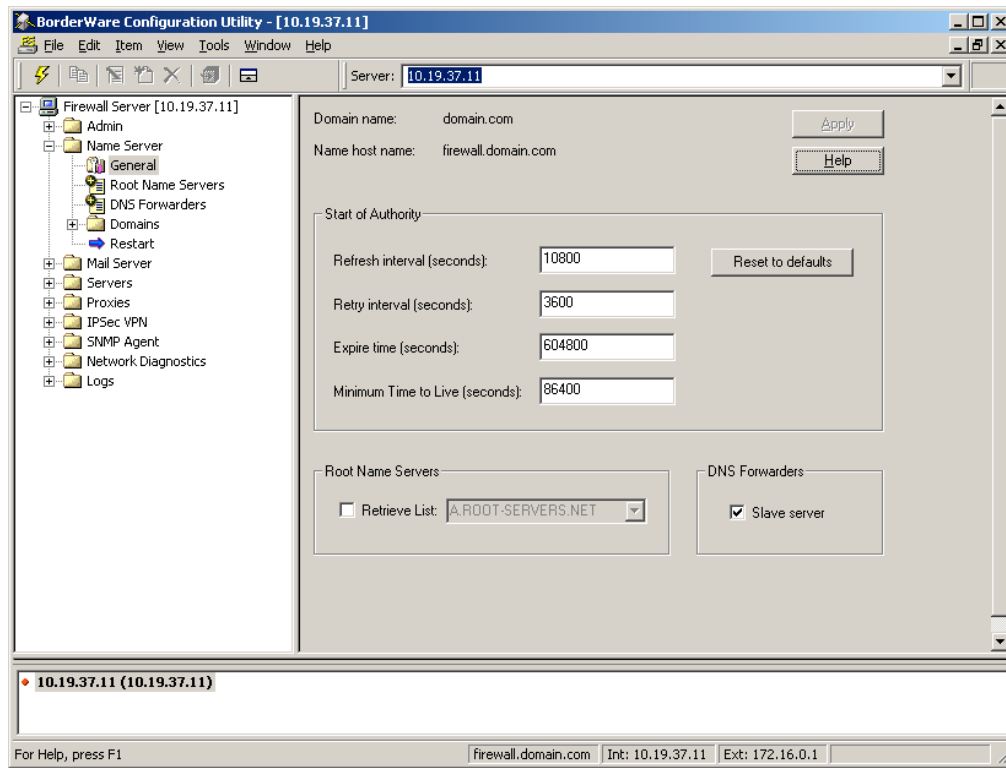 BorderWare Configuration Utility - [10.19.37.11]
File Edit Item View Tools Window Help
Server: 10.19.37.11
Firewall Server [10.19.37.11]
Admin
Name Server
General
Root Name Servers
DNS Forwarders
Domains
Restart
Mail Server
Servers
Proxies
IPSec VPN
SNMP Agent
Network Diagnostics
Logs
Domain name: domain.com
Apply
Name host name: firewall.domain.com
Help
Start of Authority
Refresh interval (seconds): 10800
Reset to defaults
Retry interval (seconds): 3600
Expire time (seconds): 604800
Minimum Time to Live (seconds): 86400
Root Name Servers
Retrieve List: A.ROOT-SERVERS.NET
DNS Forwarders
Slave server
10.19.37.11 (10.19.37.11)
For Help, press F1
firewall.domain.com Int: 10.19.37.11 Ext: 172.16.0.1